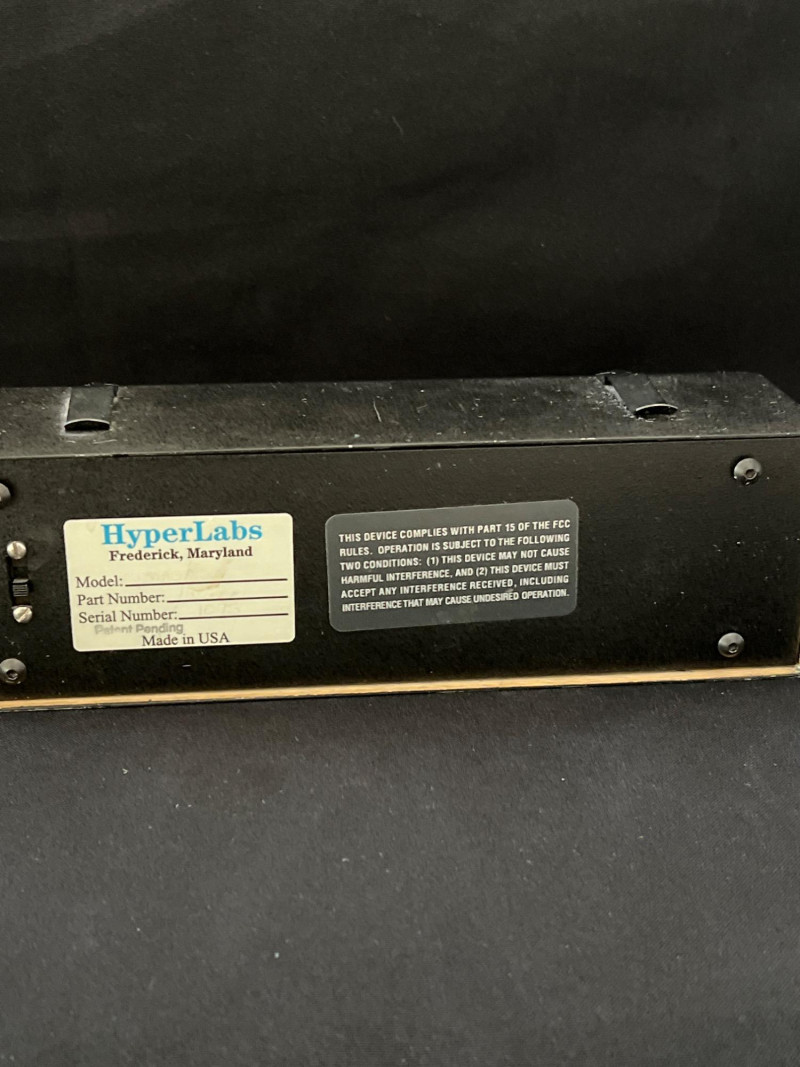 HyperLabs
Frederick, Maryland
Model:
Part Number:
Serial Number:
Patent Pending
Made in USA
THIS DEVICE COMPLIES WITH PART 15 OF THE FCC
RULES. OPERATION IS SUBJECT TO THE FOLLOWING
TWO CONDITIONS: (1) THIS DEVICE MAY NOT CAUSE
HARMFUL INTERFERENCE, AND (2) THIS DEVICE MUST
ACCEPT ANY INTERFERENCE RECEIVED, INCLUDING
INTERFERENCE THAT MAY CAUSE UNDESIRED OPERATION.